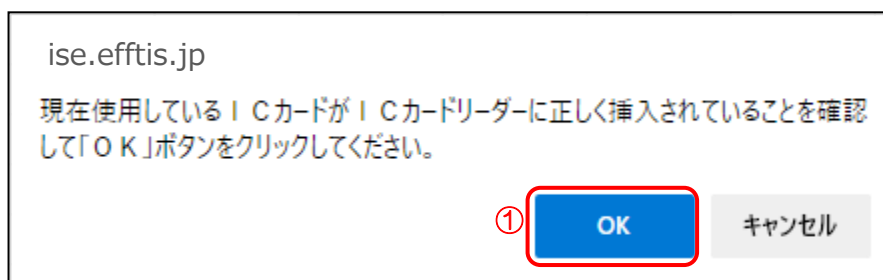 ise.efftis.jp
現在使用しているＩＣカードがＩＣカードリーダーに正しく挿入されていることを確認
して「ＯＫ」ボタンをクリックしてください。
① OK キャンセル